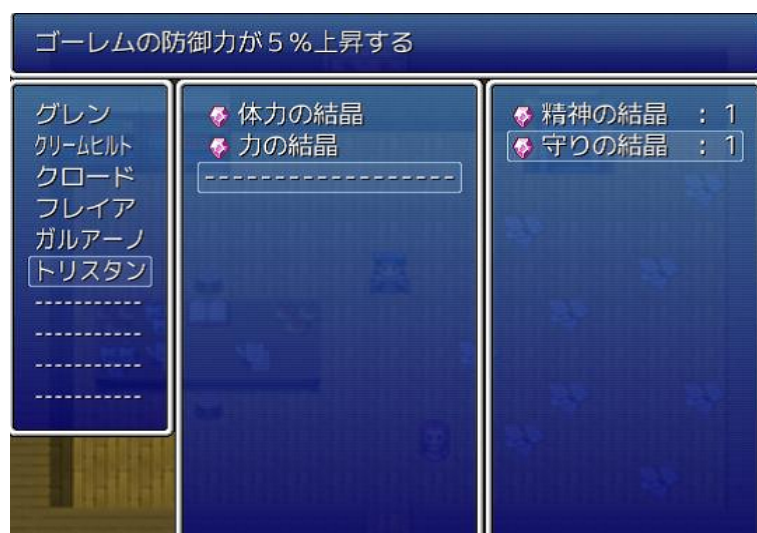 ゴーレムの防御力が５％上昇する
グレン
クリームヒルト
クロード
フレイア
ガルアーノ
トリスタン
-----------
-----------
-----------
-----------
体力の結晶
力の結晶
------------------
精神の結晶 : 1
守りの結晶 : 1